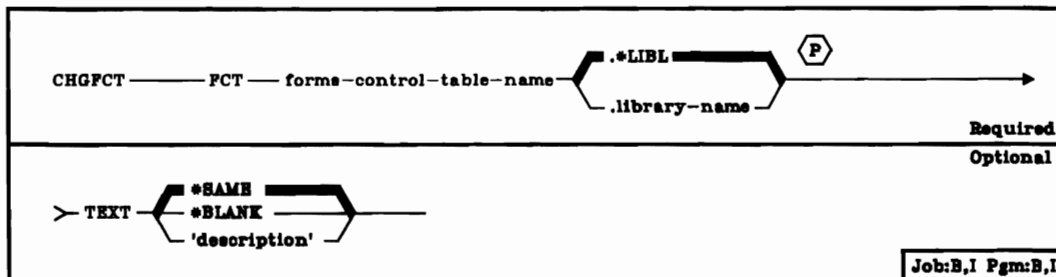 .*LIBL
P
CHGFCT FCT forms-control-table-name
.library-name
Required
Optional
*SAME
TEXT *BLANK
'description'
Job:B,I Pgm:B,I